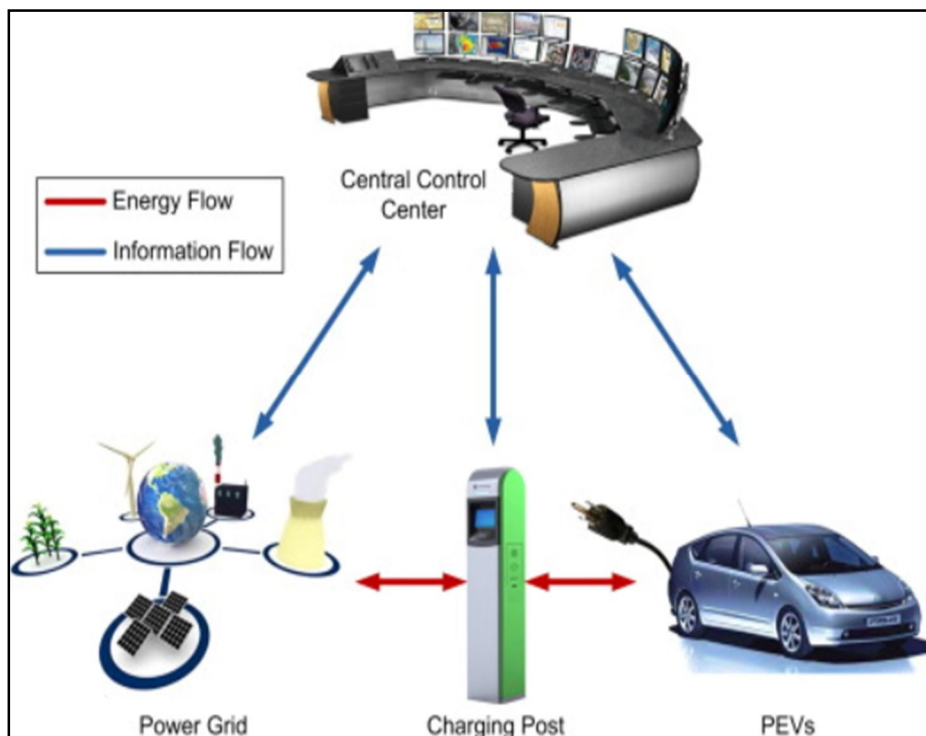 Central Control
Center
Energy Flow
Information Flow
Power Grid
Charging Post
PEVs